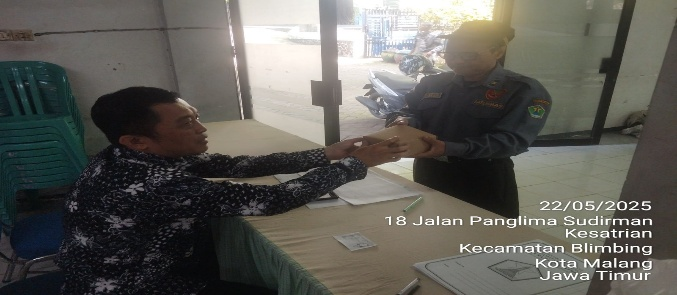 22/05/2025
18 Jalan Panglima Sudirman
Kesatrian
Kecamatan Blimbing
Kota Malang
Jawa Timur